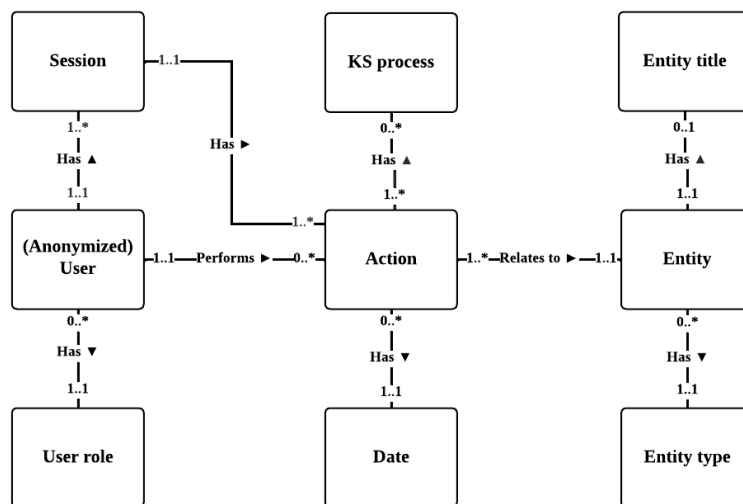 Session
1..1
KS process
Entity title
1..*
Has ▲
1..1
Has ►
1..*
0..*
Has ▲
1..*
0..1
Has ▲
1..1
(Anonymized)
User
1..1 Performs ► 0..*
Action
1..* Relates to ► 1..1
Entity
0..*
Has ▼
1..1
0..*
Has ▼
1..1
0..*
Has ▼
1..1
User role
Date
Entity type